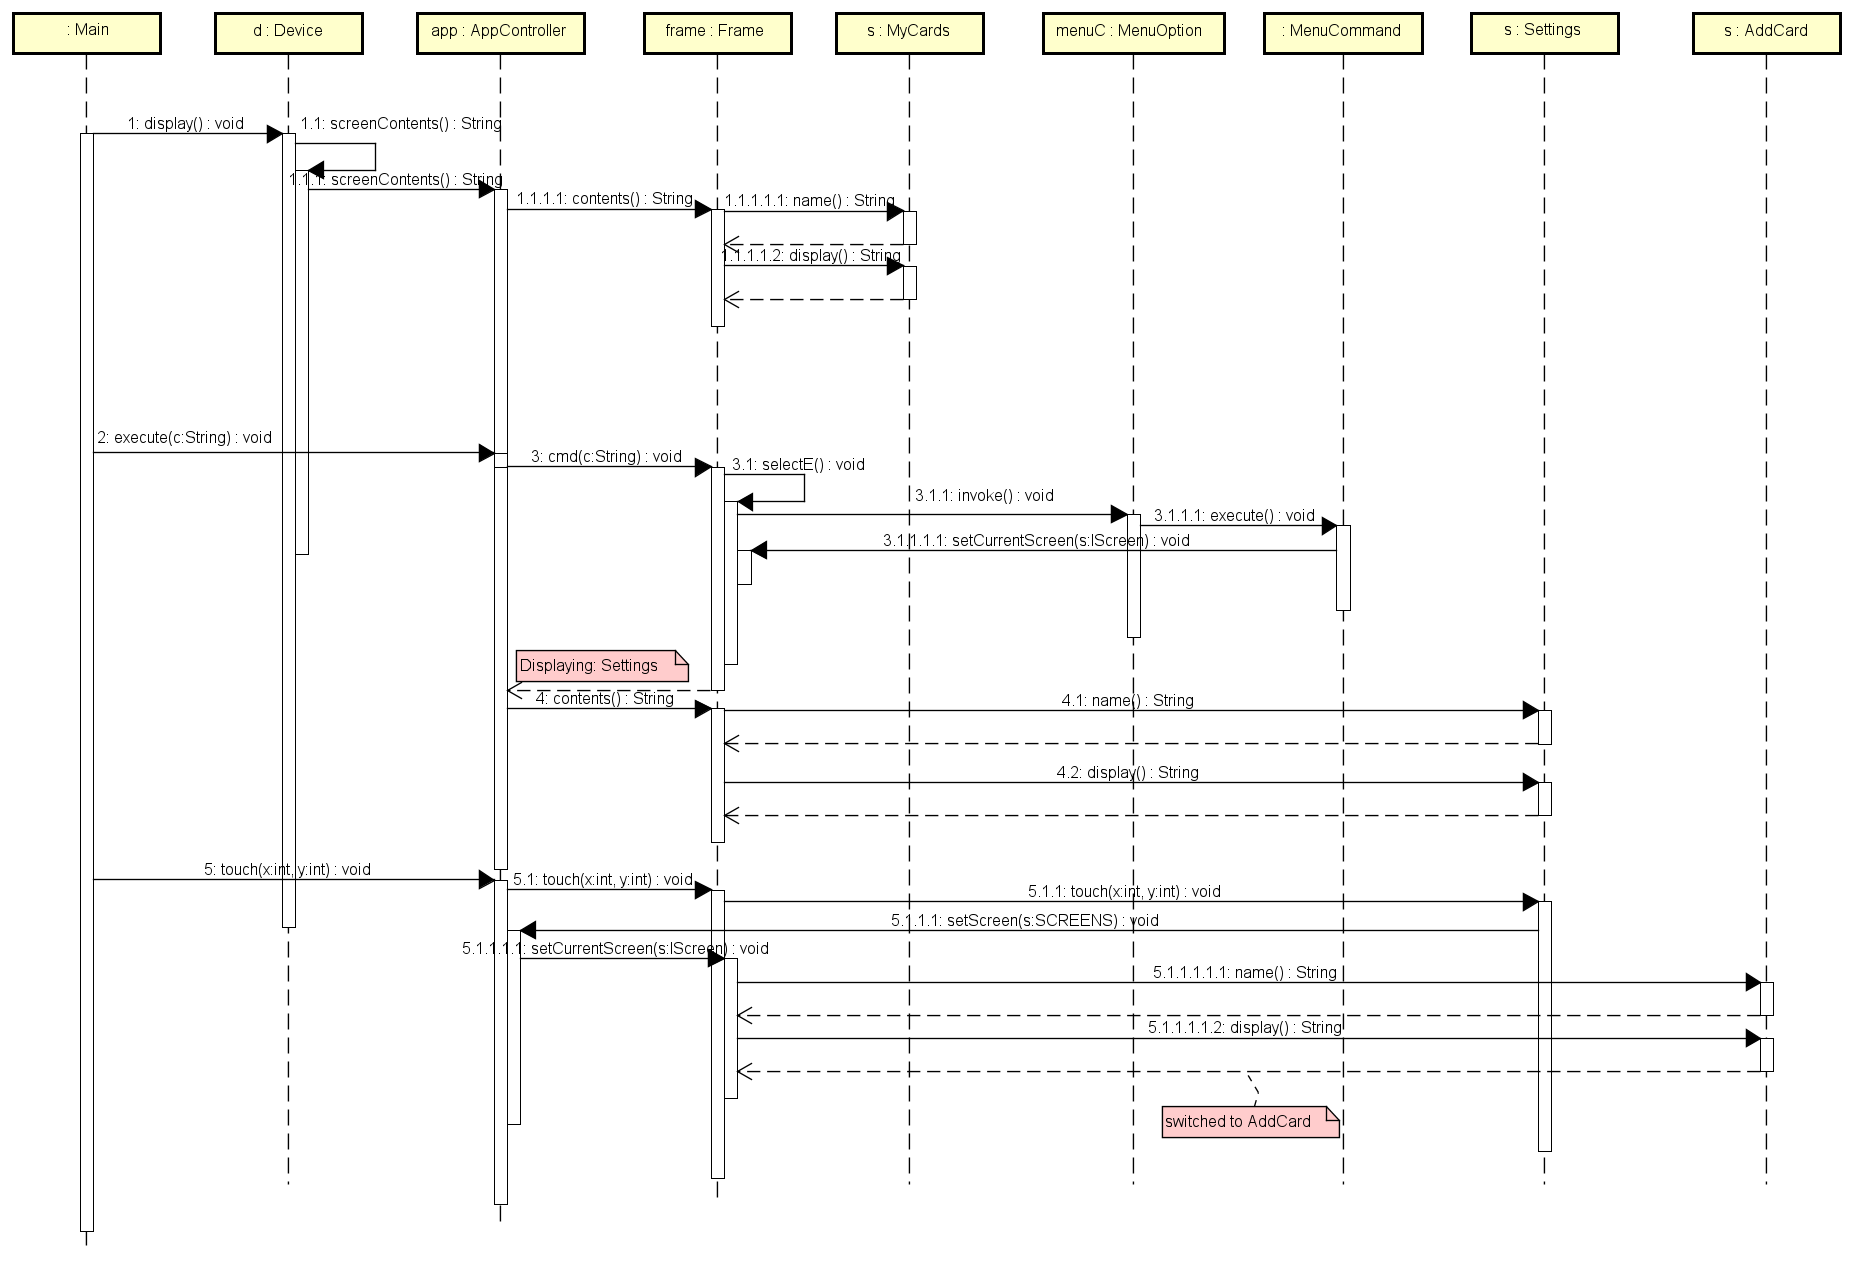 : Main
d : Device
app : AppController
frame : Frame
s : MyCards
menuC : MenuOption
: MenuCommand
s : Settings
s : AddCard
1: display() : void
1.1: screenContents() : String
1.1.1: screenContents() : String
1.1.1.1: contents() : String
1.1.1.1.1: name() : String
1.1.1.1.2: display() : String
2: execute(c:String) : void
3: cmd(c:String) : void
3.1: selectE() : void
3.1.1: invoke() : void
3.1.1.1: execute() : void
3.1.1.1.1: setCurrentScreen(s:IScreen) : void
Displaying: Settings
4: contents() : String
4.1: name() : String
4.2: display() : String
5: touch(x:int, y:int) : void
5.1: touch(x:int, y:int) : void
5.1.1: touch(x:int, y:int) : void
5.1.1.1: setScreen(s:SCREENS) : void
5.1.1.1.1: setCurrentScreen(s:IScreen) : void
5.1.1.1.1.1: name() : String
5.1.1.1.1.2: display() : String
switched to AddCard